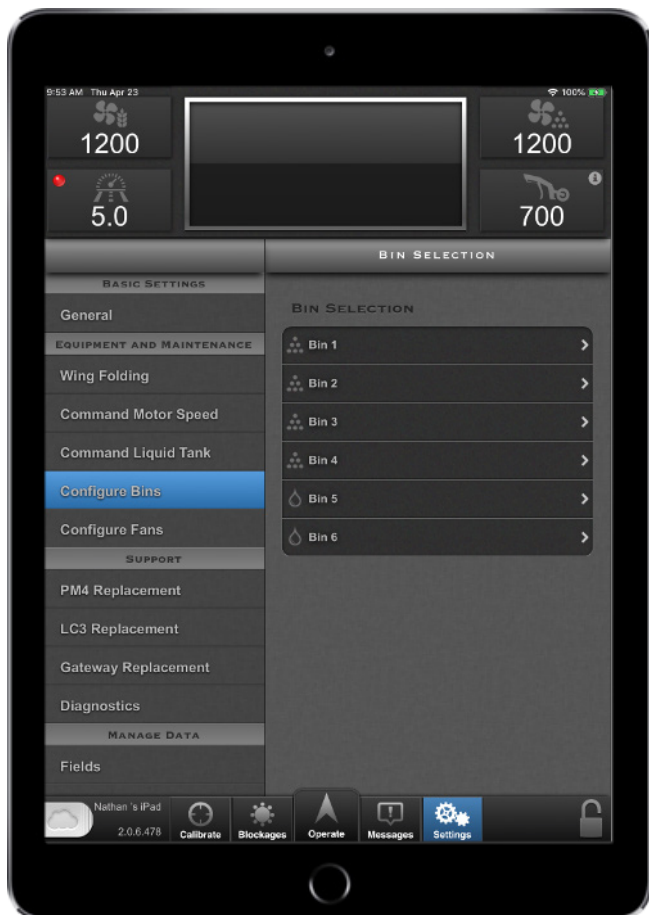 9:53 AM Thu Apr 23
100%
1200
1200
5.0
700
BIN SELECTION
BASIC SETTINGS
General
EQUIPMENT AND MAINTENANCE
Wing Folding
Command Motor Speed
Command Liquid Tank
Configure Bins
Configure Fans
SUPPORT
PM4 Replacement
LC3 Replacement
Gateway Replacement
Diagnostics
MANAGE DATA
Fields
BIN SELECTION
Bin 1
Bin 2
Bin 3
Bin 4
Bin 5
Bin 6
Nathan 's iPad
2.0.6.478
Calibrate
Blockages
Operate
Messages
Settings